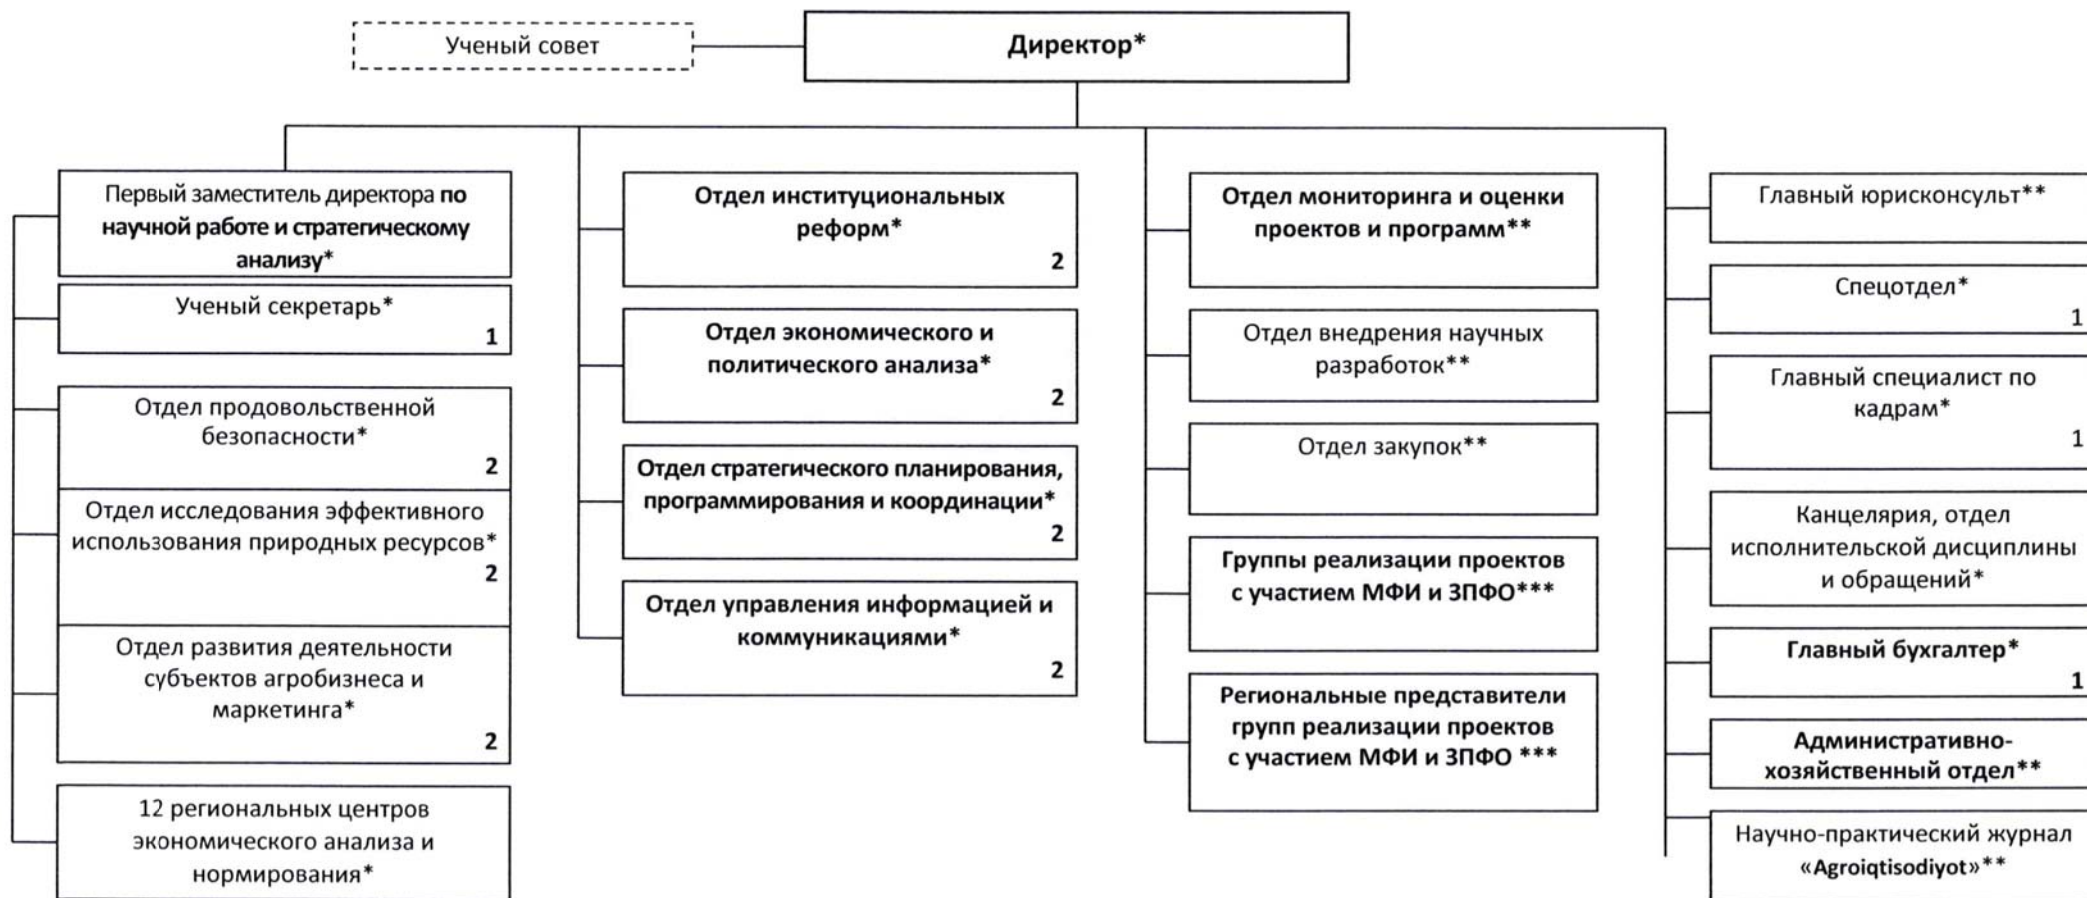 Ученый совет
Директор*
Первый заместитель директора по
научной работе и стратегическому
анализу*
Ученый секретарь*
1
Отдел продовольственной
безопасности*
2
Отдел исследования эффективного
использования природных ресурсов*
2
Отдел развития деятельности
субъектов агробизнеса и
маркетинга*
2
12 региональных центров
экономического анализа и
нормирования*
Отдел институциональных
реформ*
2
Отдел экономического и
политического анализа*
2
Отдел стратегического планирования,
программирования и координации*
2
Отдел управления информацией и
коммуникациями*
2
Отдел мониторинга и оценки
проектов и программ**
Отдел внедрения научных
разработок**
Отдел закупок**
Группы реализации проектов
с участием МФИ и ЗПФО***
Региональные представители
групп реализации проектов
с участием МФИ и ЗПФО ***
Главный юрисконсульт**
Спецотдел*
1
Главный специалист по
кадрам*
1
Канцелярия, отдел
исполнительской дисциплины
и обращений*
Главный бухгалтер*
1
Административно-
хозяйственный отдел**
Научно-практический журнал
«Agroiqtisodiyot»**